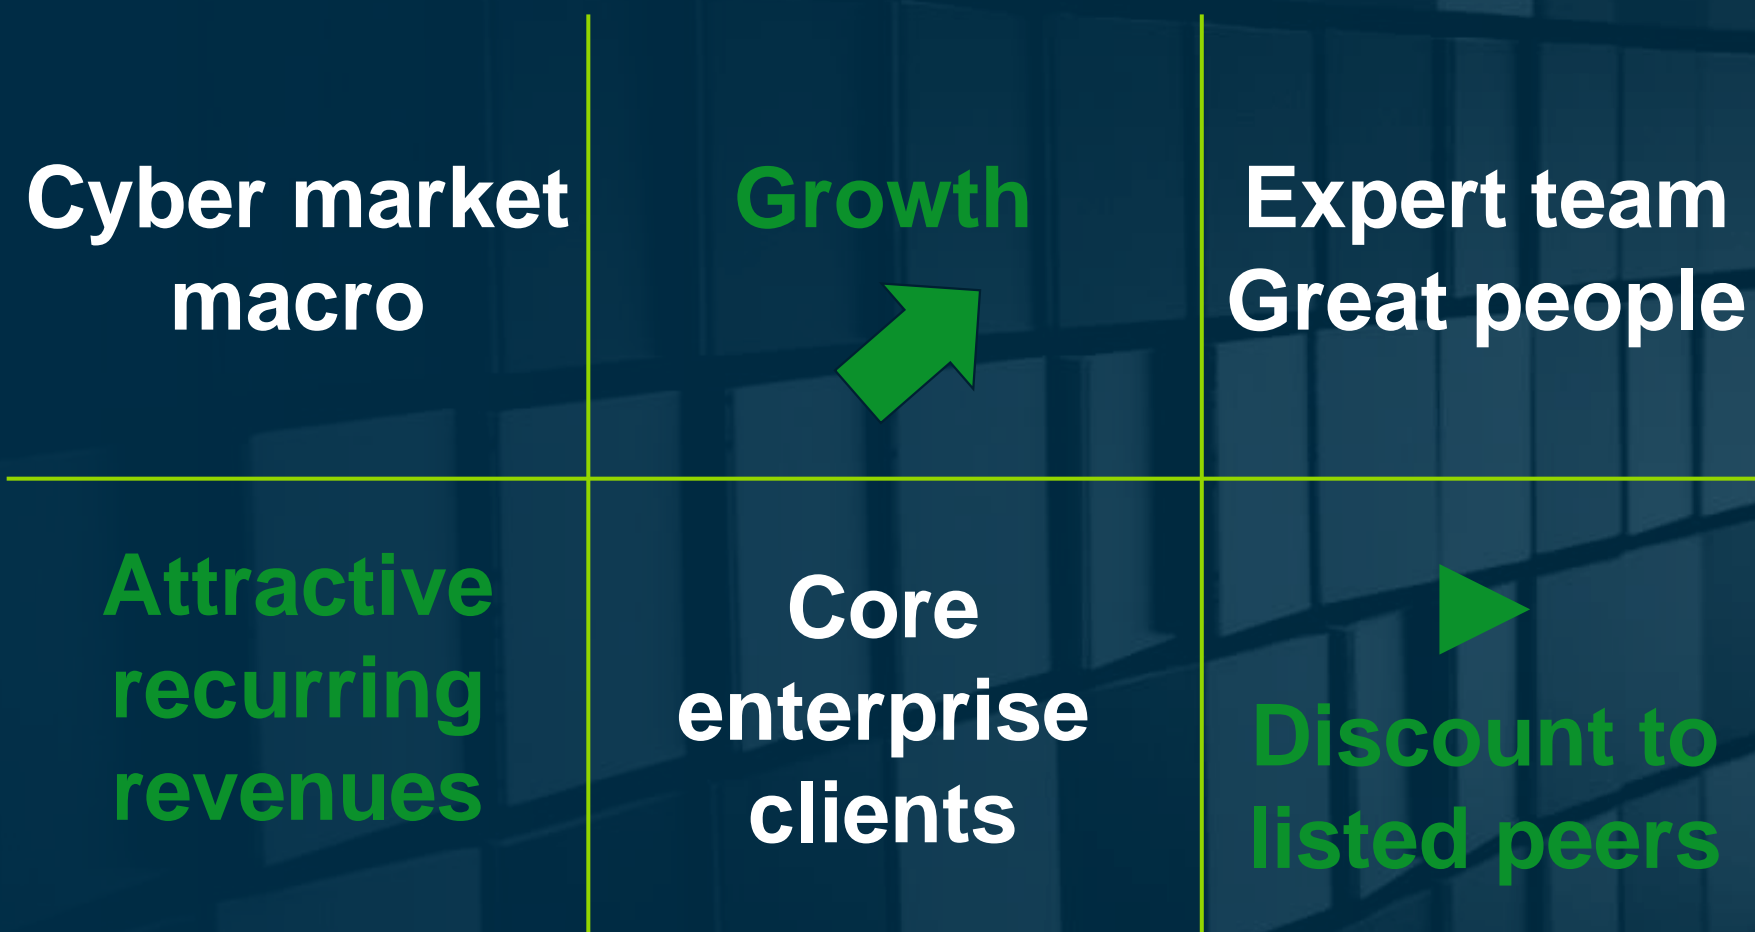 Cyber market
macro
Growth
Expert team
Great people
Attractive
recurring
revenues
Core
enterprise
clients
Discount to
listed peers